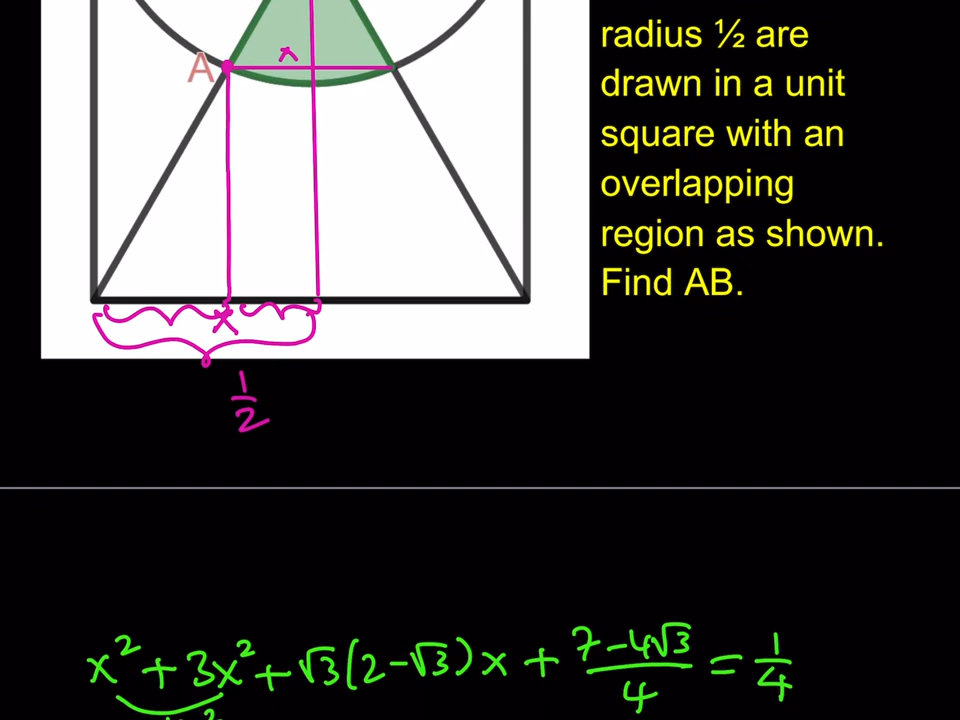 radius ½ are
drawn in a unit
square with an
overlapping
region as shown.
Find AB.
A
x
x
1/2
x² + 3x² + √3(2-√3)x + (7-4√3)/4 = 1/4